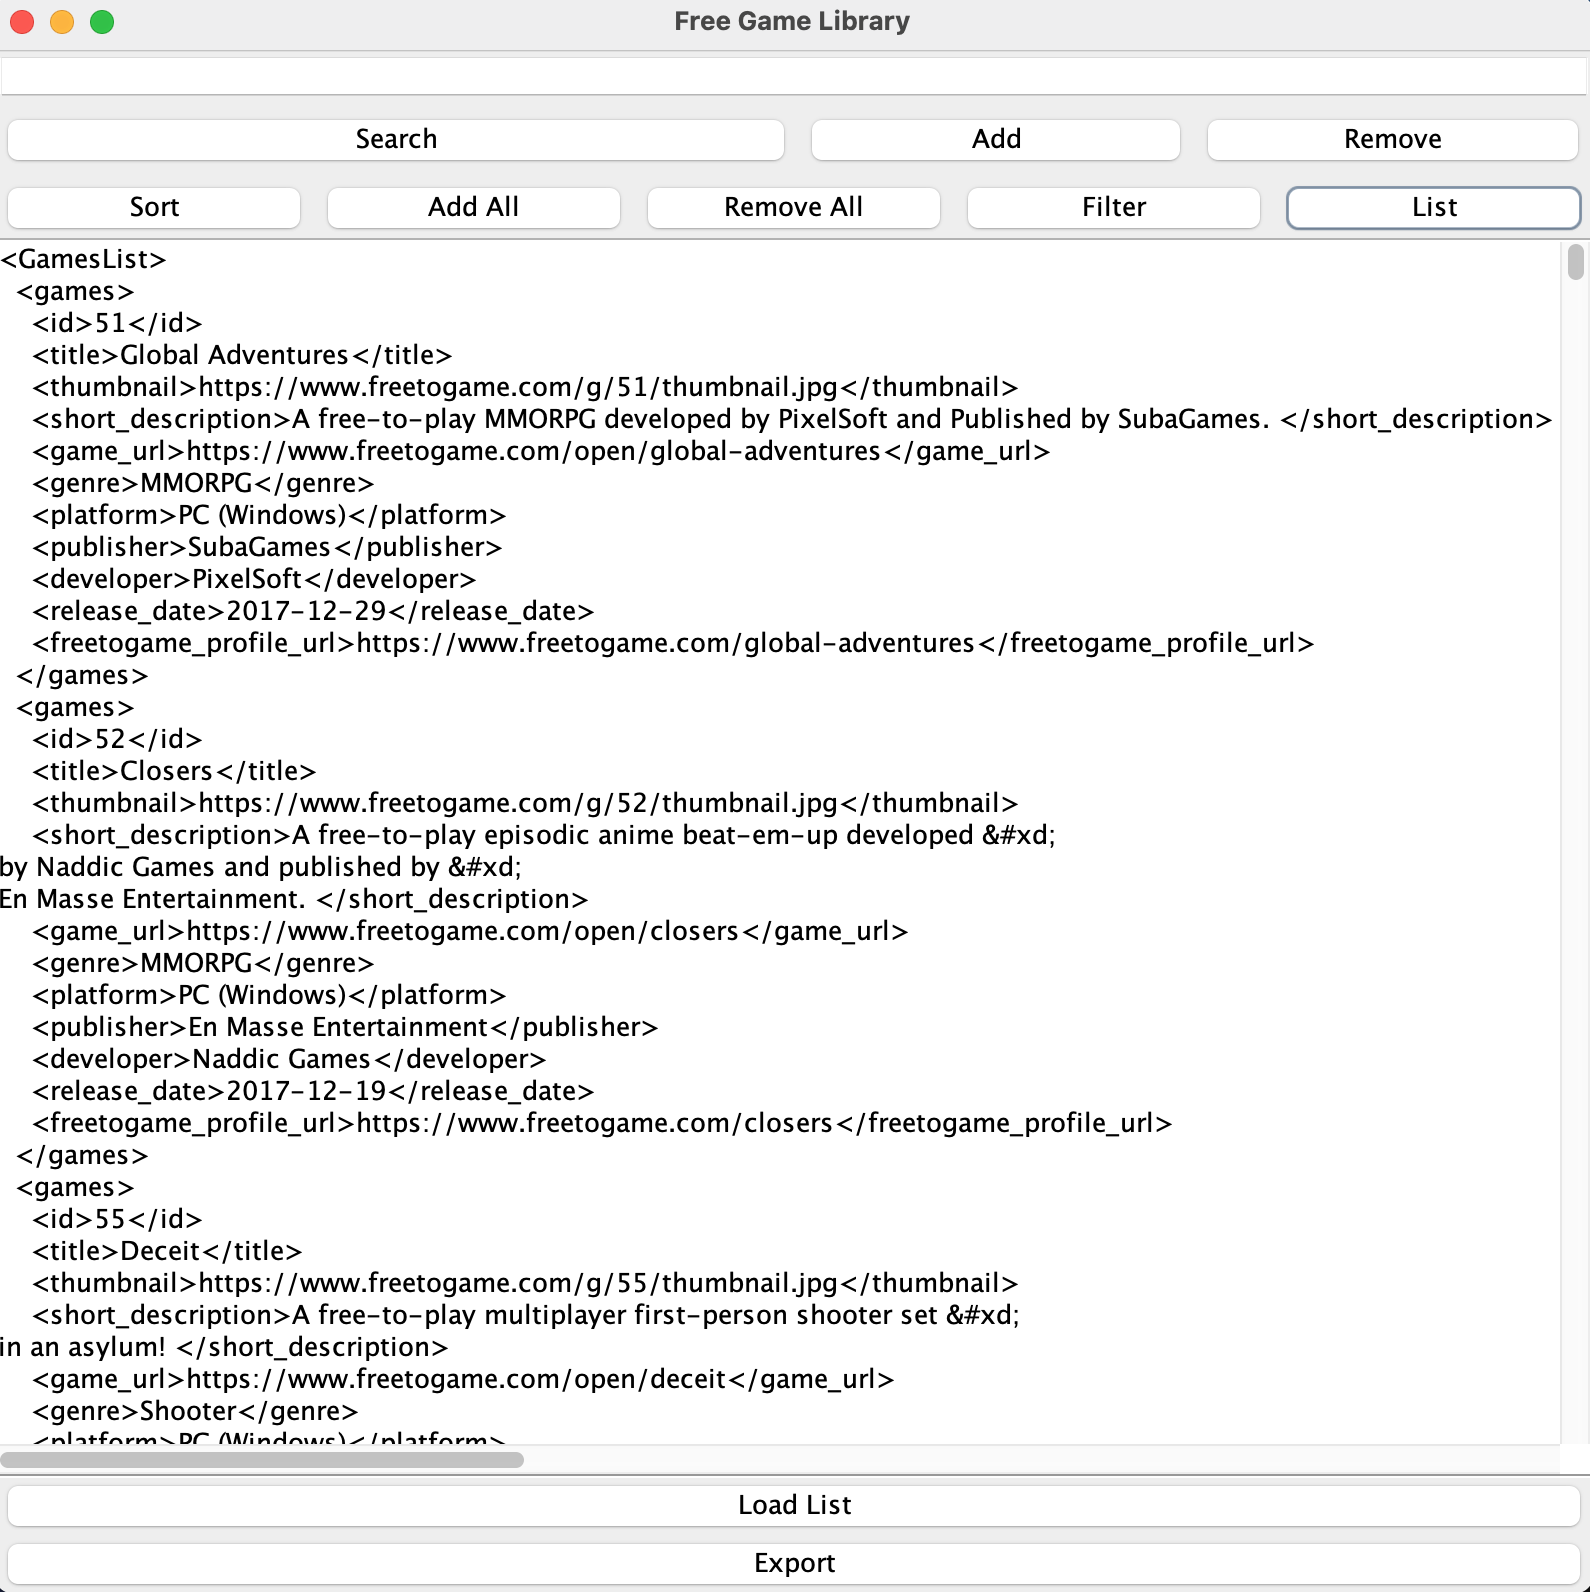 Free Game Library
Search Add Remove
Sort Add All Remove All Filter List
<GamesList>
<games>
<id>51</id>
<title>Global Adventures</title>
<thumbnail>https://www.freetogame.com/g/51/thumbnail.jpg</thumbnail>
<short_description>A free-to-play MMORPG developed by PixelSoft and Published by SubaGames. </short_description>
<game_url>https://www.freetogame.com/open/global-adventures</game_url>
<genre>MMORPG</genre>
<platform>PC (Windows)</platform>
<publisher>SubaGames</publisher>
<developer>PixelSoft</developer>
<release_date>2017-12-29</release_date>
<freetogame_profile_url>https://www.freetogame.com/global-adventures</freetogame_profile_url>
</games>
<games>
<id>52</id>
<title>Closers</title>
<thumbnail>https://www.freetogame.com/g/52/thumbnail.jpg</thumbnail>
<short_description>A free-to-play episodic anime beat-em-up developed &#xd;
by Naddic Games and published by &#xd;
En Masse Entertainment. </short_description>
<game_url>https://www.freetogame.com/open/closers</game_url>
<genre>MMORPG</genre>
<platform>PC (Windows)</platform>
<publisher>En Masse Entertainment</publisher>
<developer>Naddic Games</developer>
<release_date>2017-12-19</release_date>
<freetogame_profile_url>https://www.freetogame.com/closers</freetogame_profile_url>
</games>
<games>
<id>55</id>
<title>Deceit</title>
<thumbnail>https://www.freetogame.com/g/55/thumbnail.jpg</thumbnail>
<short_description>A free-to-play multiplayer first-person shooter set &#xd;
in an asylum! </short_description>
<game_url>https://www.freetogame.com/open/deceit</game_url>
<genre>Shooter</genre>
<platform>PC (Windows)</platform>
Load List
Export